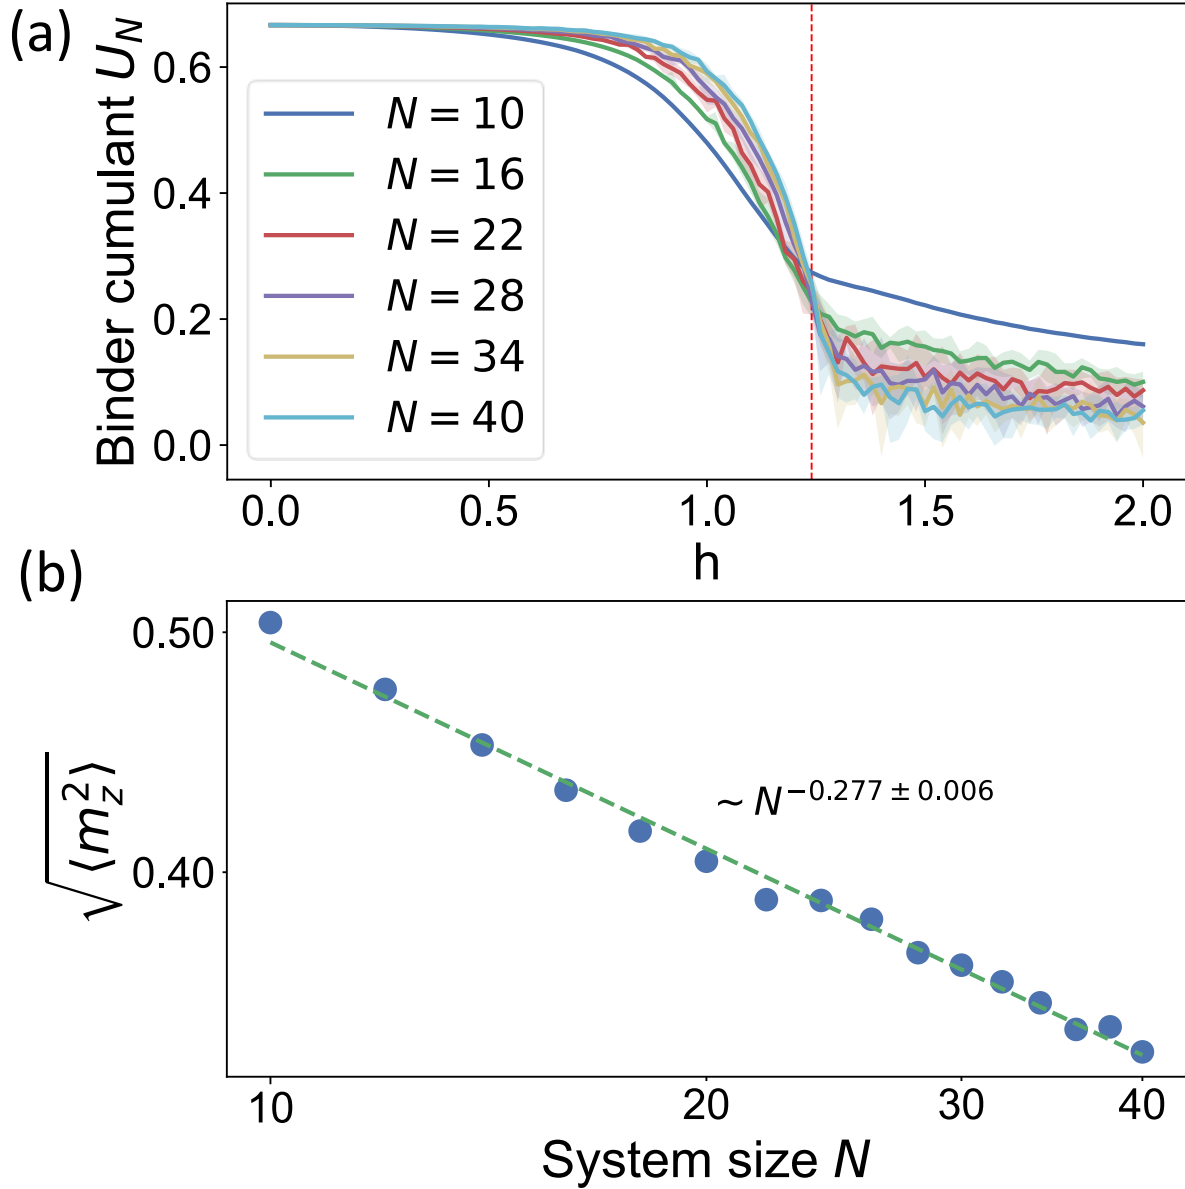 (a)
Binder cumulant U_N
0.6
0.4
0.2
0.0
N = 10
N = 16
N = 22
N = 28
N = 34
N = 40
0.0 0.5 1.0 1.5 2.0
h
(b)
√⟨m_z^2⟩
0.50
0.40
~ N^{-0.277 ± 0.006}
10 20 30 40
System size N